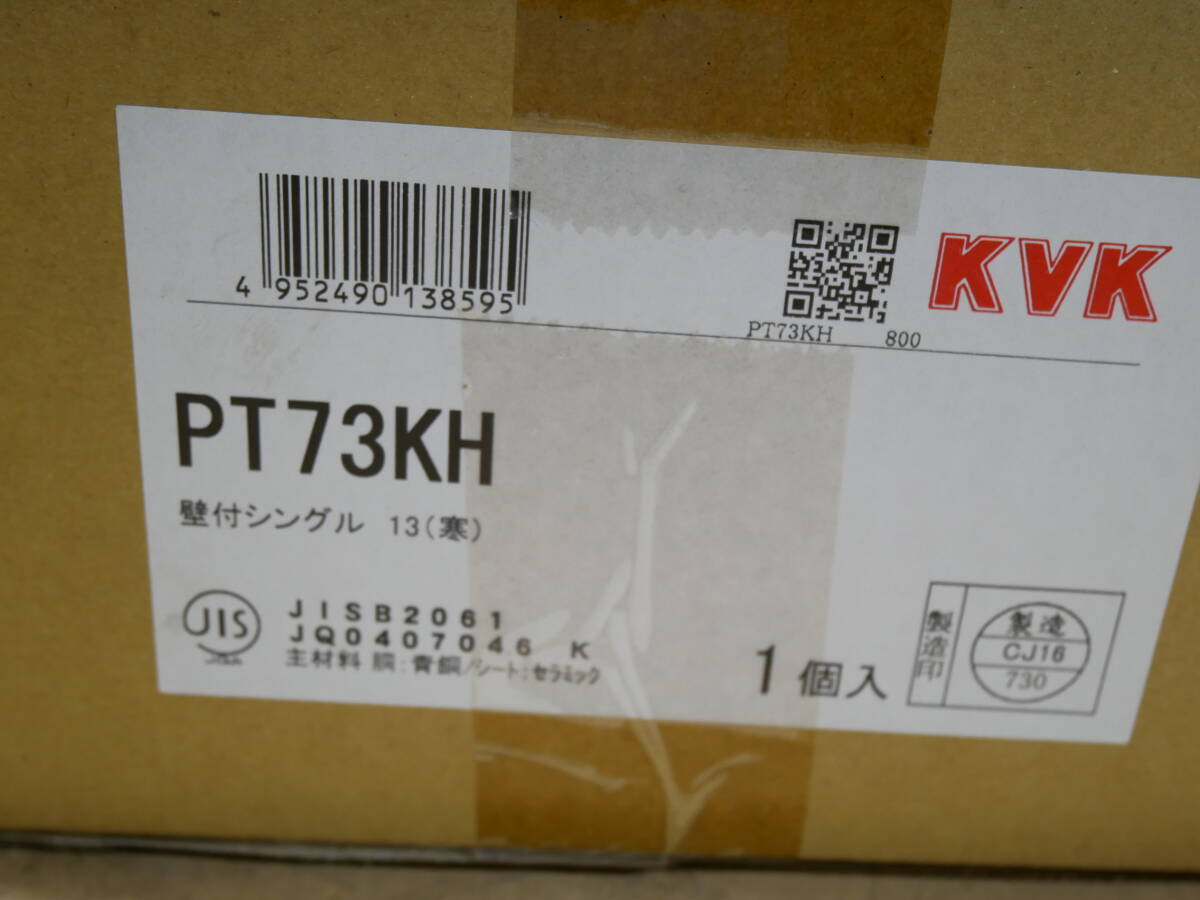 4 952490 138595
KVK
PT73KH 800
PT73KH
壁付シングル 13(寒)
JIS
JISB2061
JQ0407046 K
主材料 胴:青銅/シート:セラミック
1個入
製造印
製造
CJ16
730